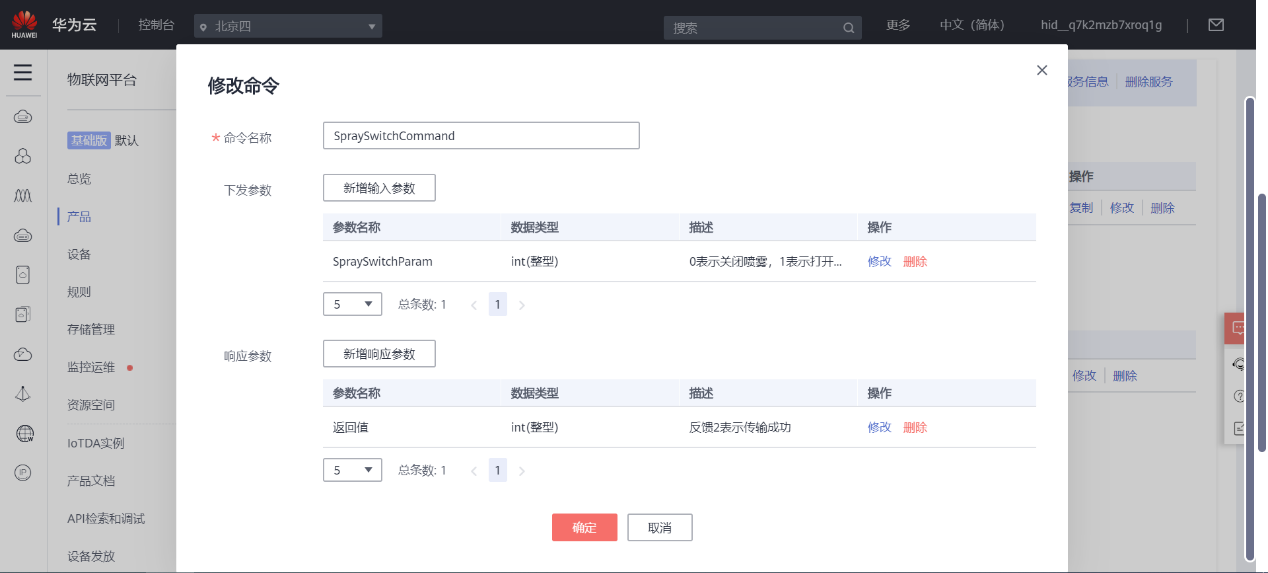 HUAWEI
华为云 控制台 北京四 搜索 更多 中文（简体） hid__q7k2mzb7xroq1g
物联网平台
基础版 默认
总览
产品
设备
规则
存储管理
监控运维
资源空间
IoTDA实例
产品文档
API检索和调试
设备发放
修改命令
* 命令名称 SpraySwitchCommand
下发参数 新增输入参数
参数名称 数据类型 描述 操作
SpraySwitchParam int(整型) 0表示关闭喷雾，1表示打开... 修改 删除
5 总条数: 1 < 1 >
响应参数 新增响应参数
参数名称 数据类型 描述 操作
返回值 int(整型) 反馈2表示传输成功 修改 删除
5 总条数: 1 < 1 >
确定 取消
服务信息 删除服务
操作
复制 修改 删除
修改 删除